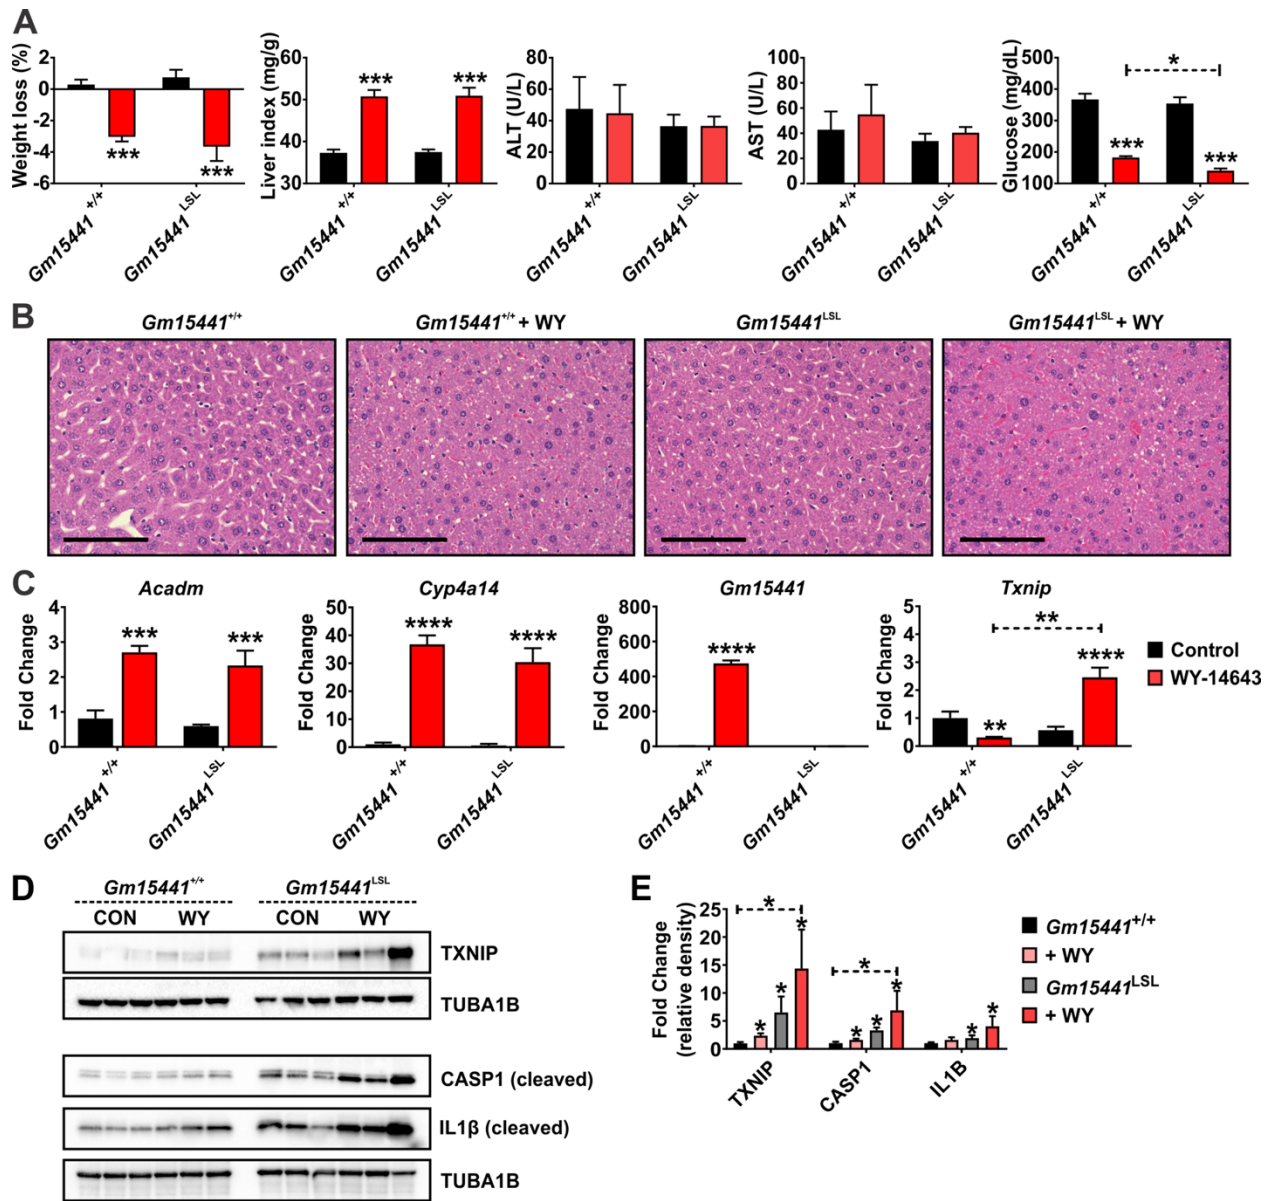 A
Weight loss (%)
2
0
-2
-4
-6
***
***
Gm15441+/+
Gm15441LSL
Liver index (mg/g)
60
50
40
30
***
***
Gm15441+/+
Gm15441LSL
ALT (U/L)
80
60
40
20
0
Gm15441+/+
Gm15441LSL
AST (U/L)
100
80
60
40
20
0
Gm15441+/+
Gm15441LSL
Glucose (mg/dL)
500
400
300
200
100
*
***
***
Gm15441+/+
Gm15441LSL
B
Gm15441+/+
Gm15441+/+ + WY
Gm15441LSL
Gm15441LSL + WY
C
Acadm
Fold Change
4
3
2
1
0
***
***
Gm15441+/+
Gm15441LSL
Cyp4a14
Fold Change
50
40
30
20
10
0
****
****
Gm15441+/+
Gm15441LSL
Gm15441
Fold Change
800
600
400
200
0
****
Gm15441+/+
Gm15441LSL
Txnip
Fold Change
5
4
3
2
1
0
**
**
****
Gm15441+/+
Gm15441LSL
Control
WY-14643
D
Gm15441+/+
Gm15441LSL
CON WY CON WY
TXNIP
TUBA1B
CASP1 (cleaved)
IL1β (cleaved)
TUBA1B
E
Fold Change
(relative density)
25
20
15
10
5
0
*
*
*
*
*
*
*
*
*
*
TXNIP
CASP1
IL1B
Gm15441+/+
+ WY
Gm15441LSL
+ WY